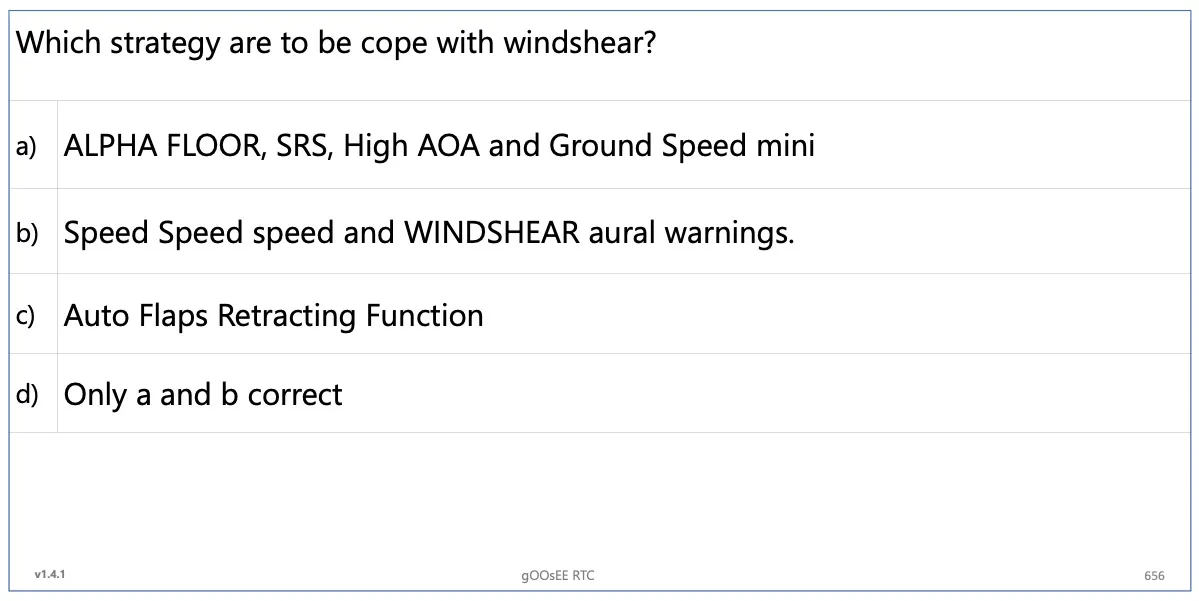 Which strategy are to be cope with windshear?
a) ALPHA FLOOR, SRS, High AOA and Ground Speed mini
b) Speed Speed speed and WINDSHEAR aural warnings.
c) Auto Flaps Retracting Function
d) Only a and b correct
v1.4.1 gOOsEE RTC 656